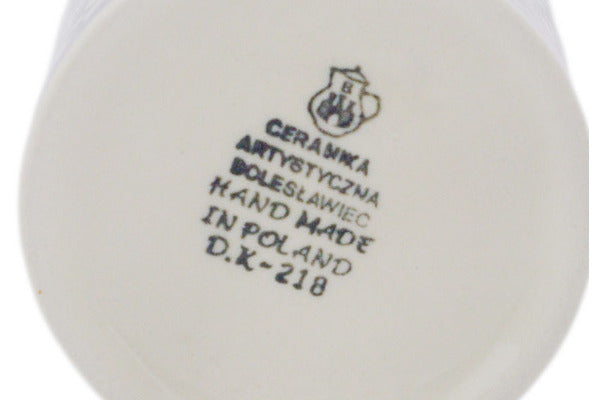 B
CERAMIKA
ARTYSTYCZNA
BOLESŁAWIEC
HAND MADE
IN POLAND
D.K-218